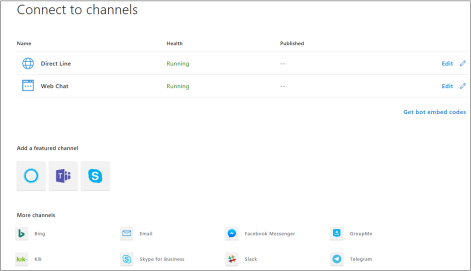 Connect to channels
Name Health Published
Direct Line Running -- Edit
Web Chat Running -- Edit
Get bot embed codes
Add a featured channel
More channels
Bing Email Facebook Messenger GroupMe
Kik Skype for Business Slack Telegram